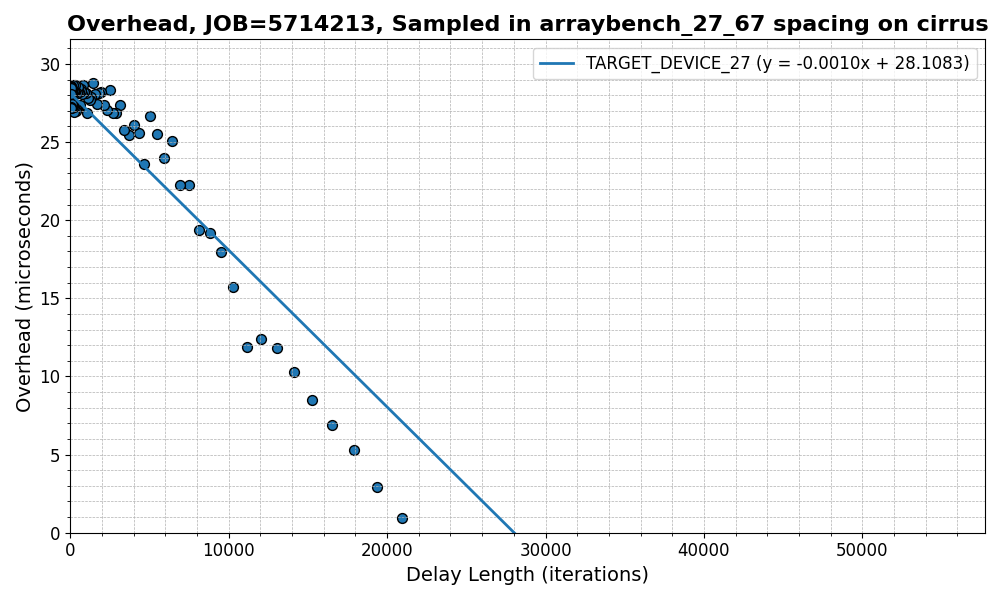 Overhead, JOB=5714213, Sampled in arraybench_27_67 spacing on cirrus
TARGET_DEVICE_27 (y = -0.0010x + 28.1083)
Overhead (microseconds)
30
25
20
15
10
5
0
0 10000 20000 30000 40000 50000
Delay Length (iterations)